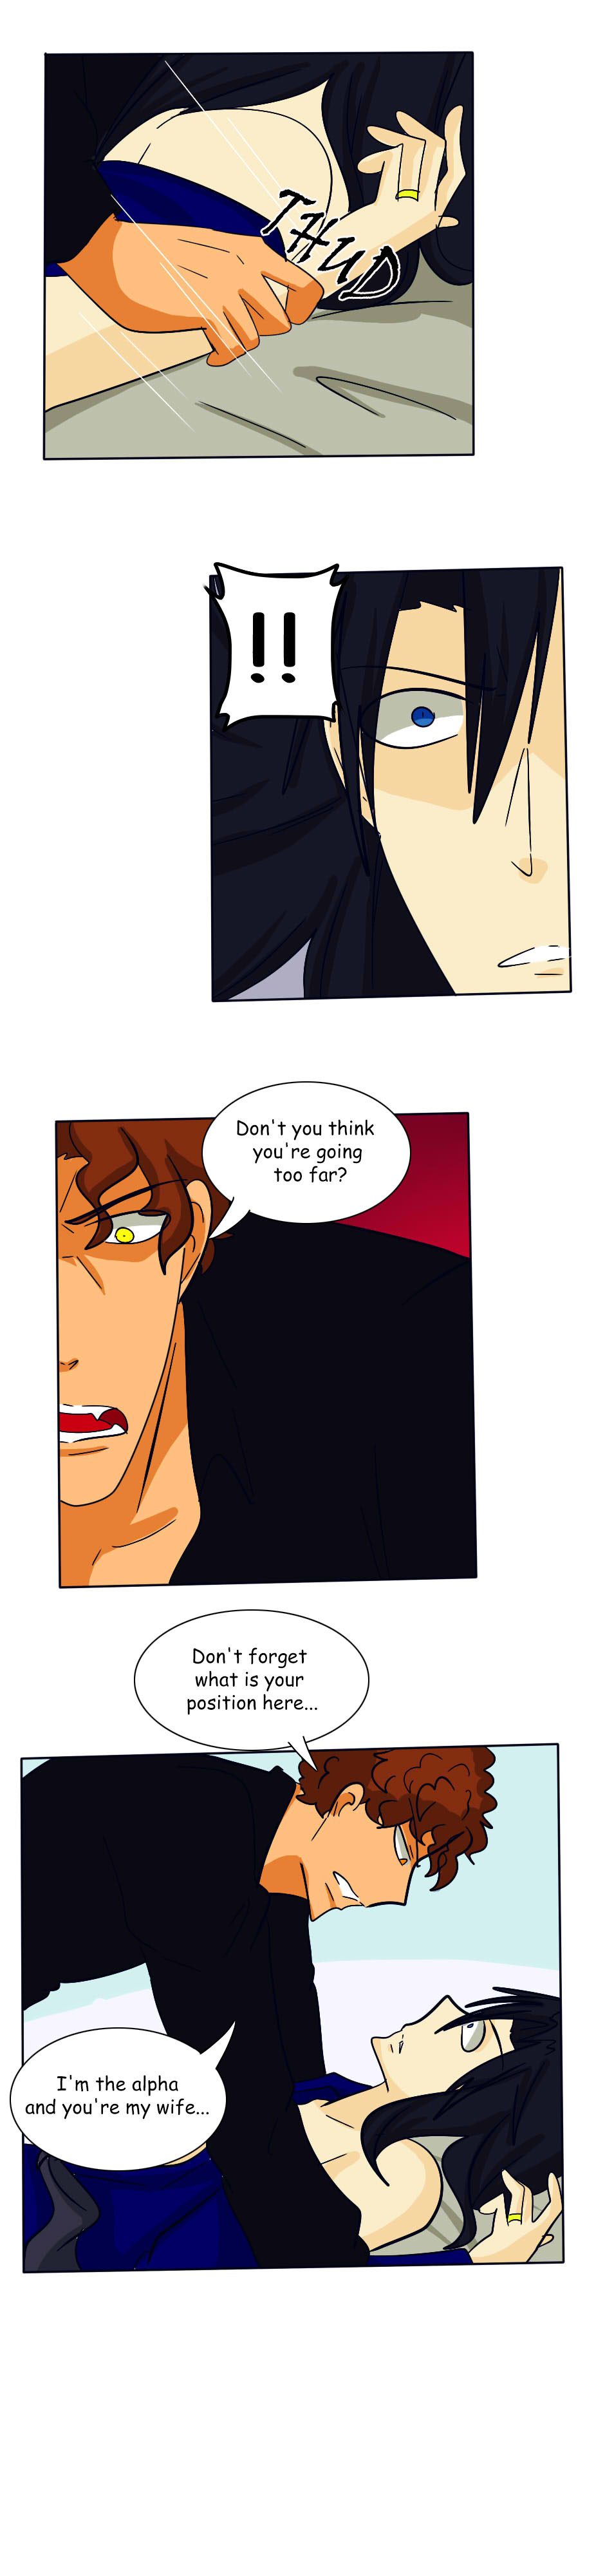 THUD
!!
Don't you think
you're going
too far?
Don't forget
what is your
position here...
I'm the alpha
and you're my wife...